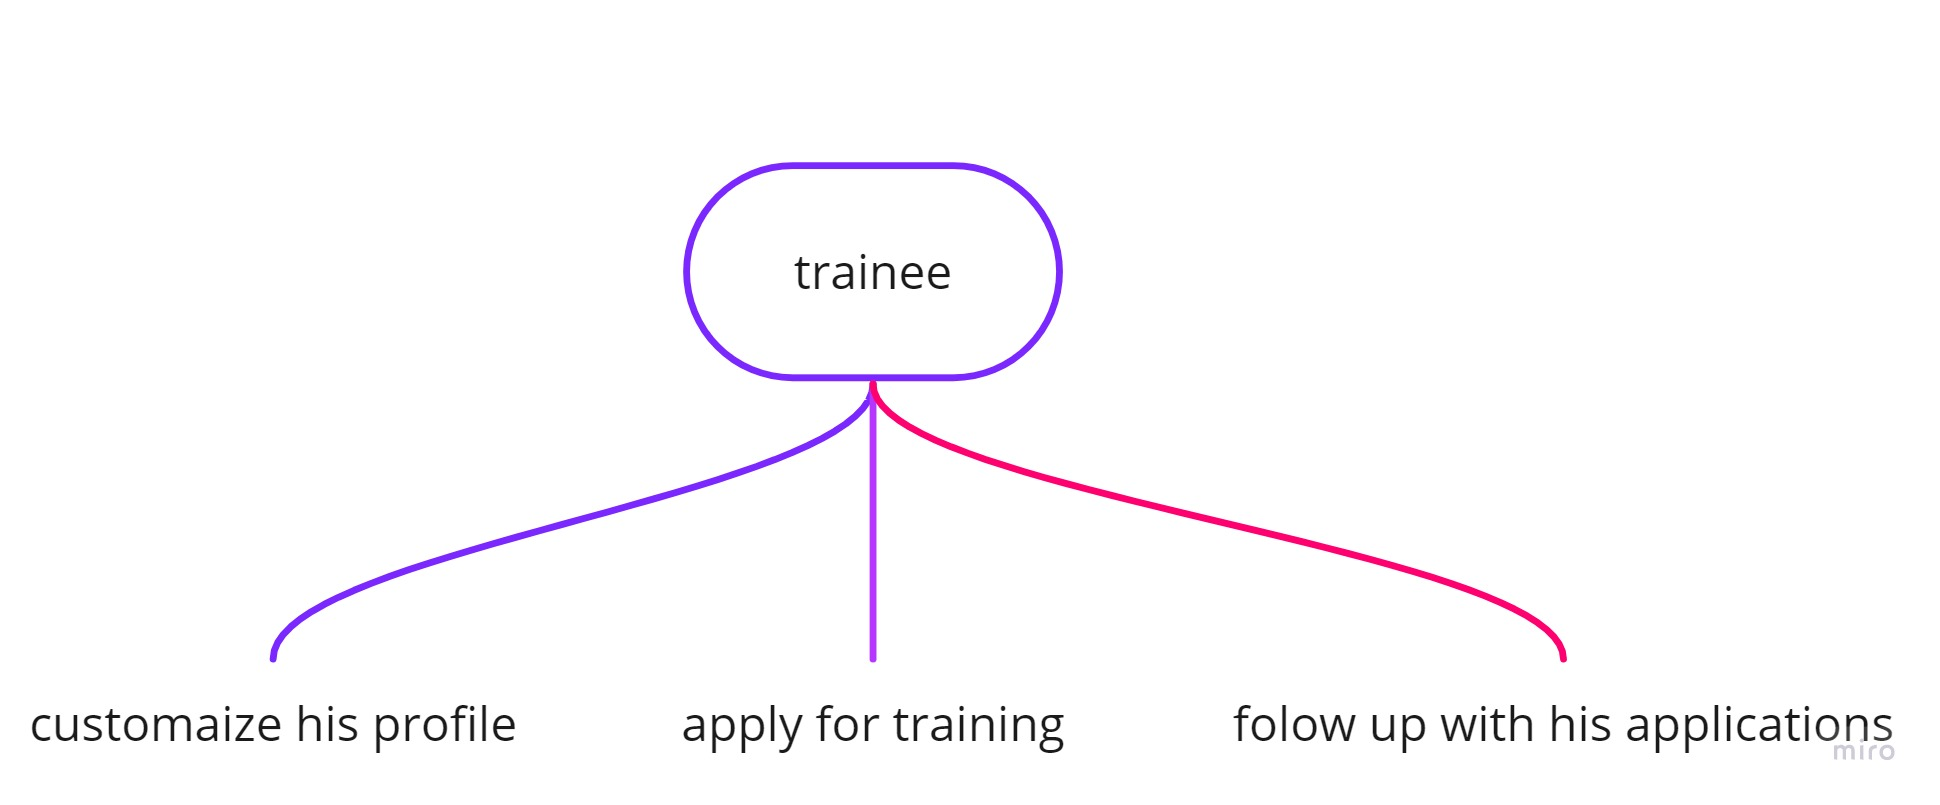 trainee
customaize his profile
apply for training
folow up with his applications
miro